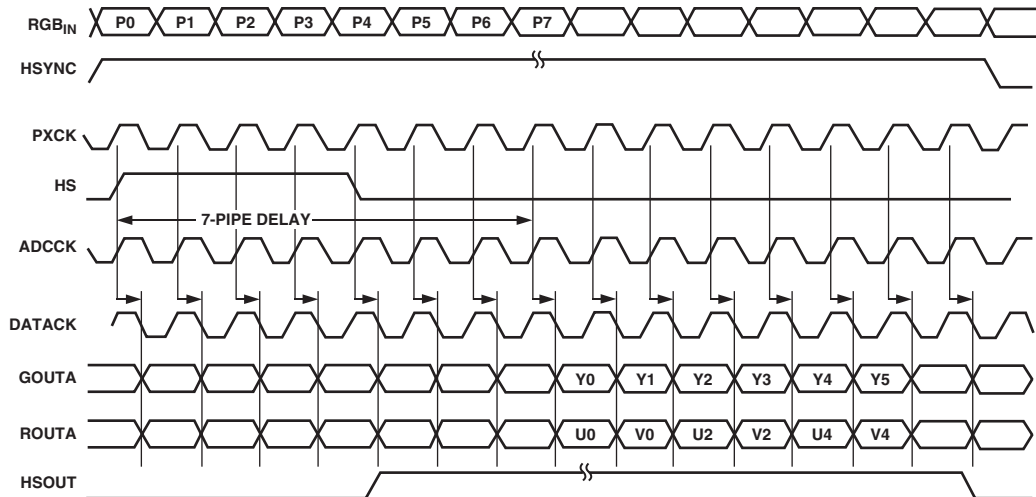 RGBIN P0 P1 P2 P3 P4 P5 P6 P7
HSYNC
PXCK
HS
7-PIPE DELAY
ADCCK
DATACK
GOUTA Y0 Y1 Y2 Y3 Y4 Y5
ROUTA U0 V0 U2 V2 U4 V4
HSOUT